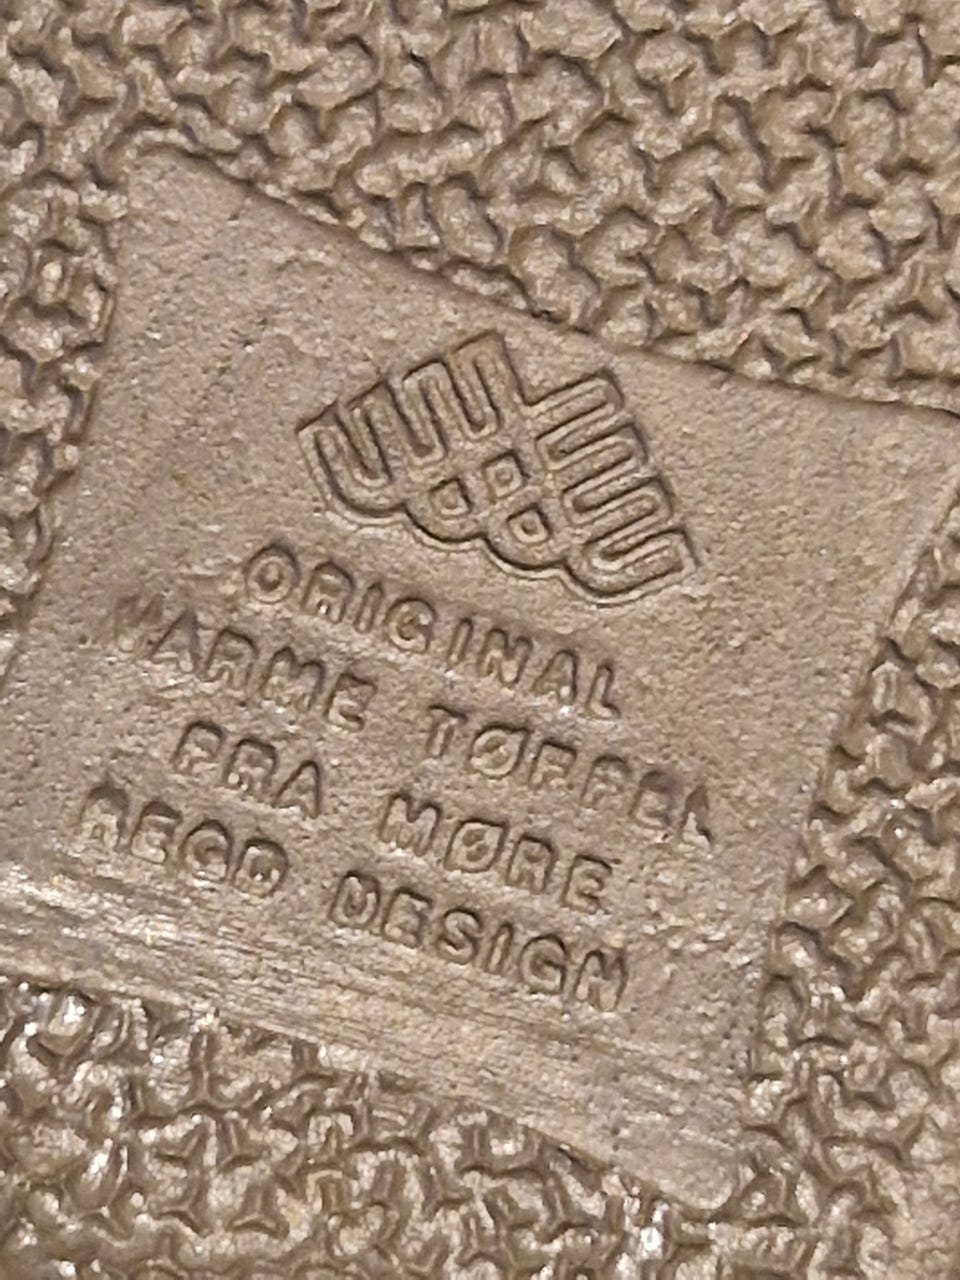 ORIGINAL
VARME TØFFEL
FRA MØRE
REGD DESIGN